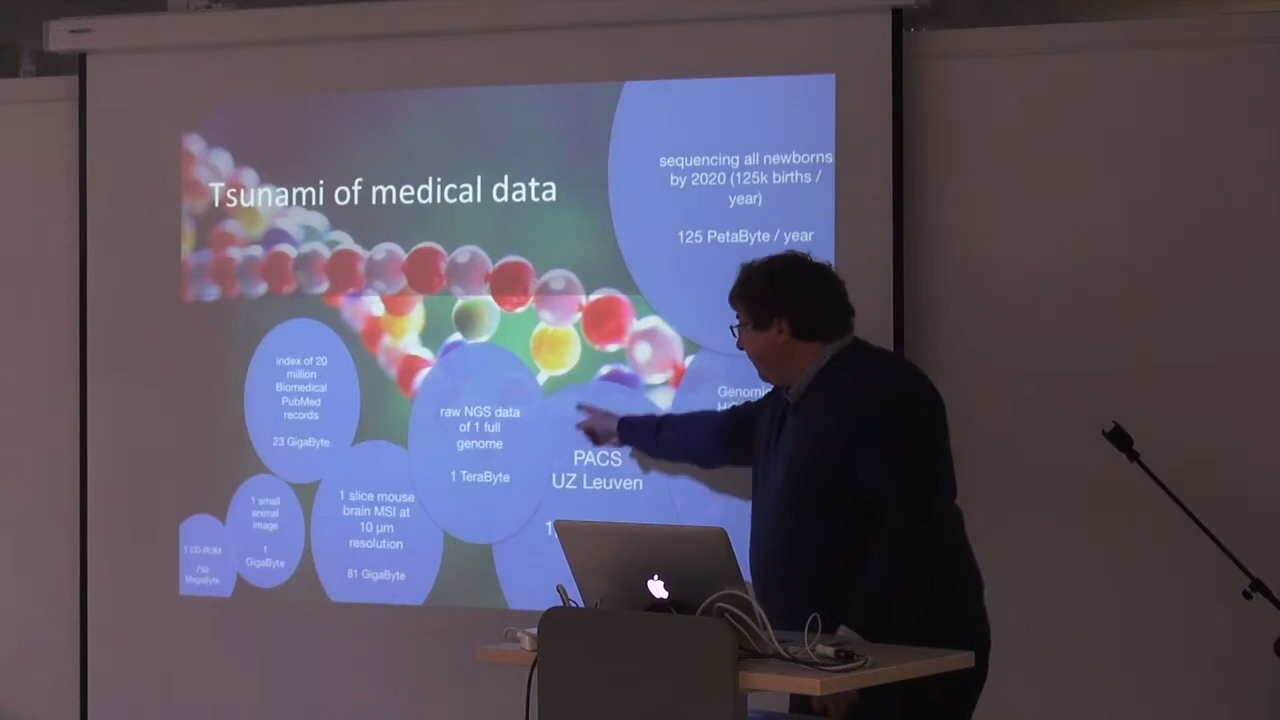 Tsunami of medical data
sequencing all newborns
by 2020 (125k births /
year)
125 PetaByte / year
index of 20
million
Biomedical
PubMed
records
23 GigaByte
raw NGS data
of 1 full
genome
1 TeraByte
PACS
UZ Leuven
1 slice mouse
brain MSI at
10 µm
resolution
81 GigaByte
1 small
animal
image
1
GigaByte
1 CD-ROM
750
MegaByte